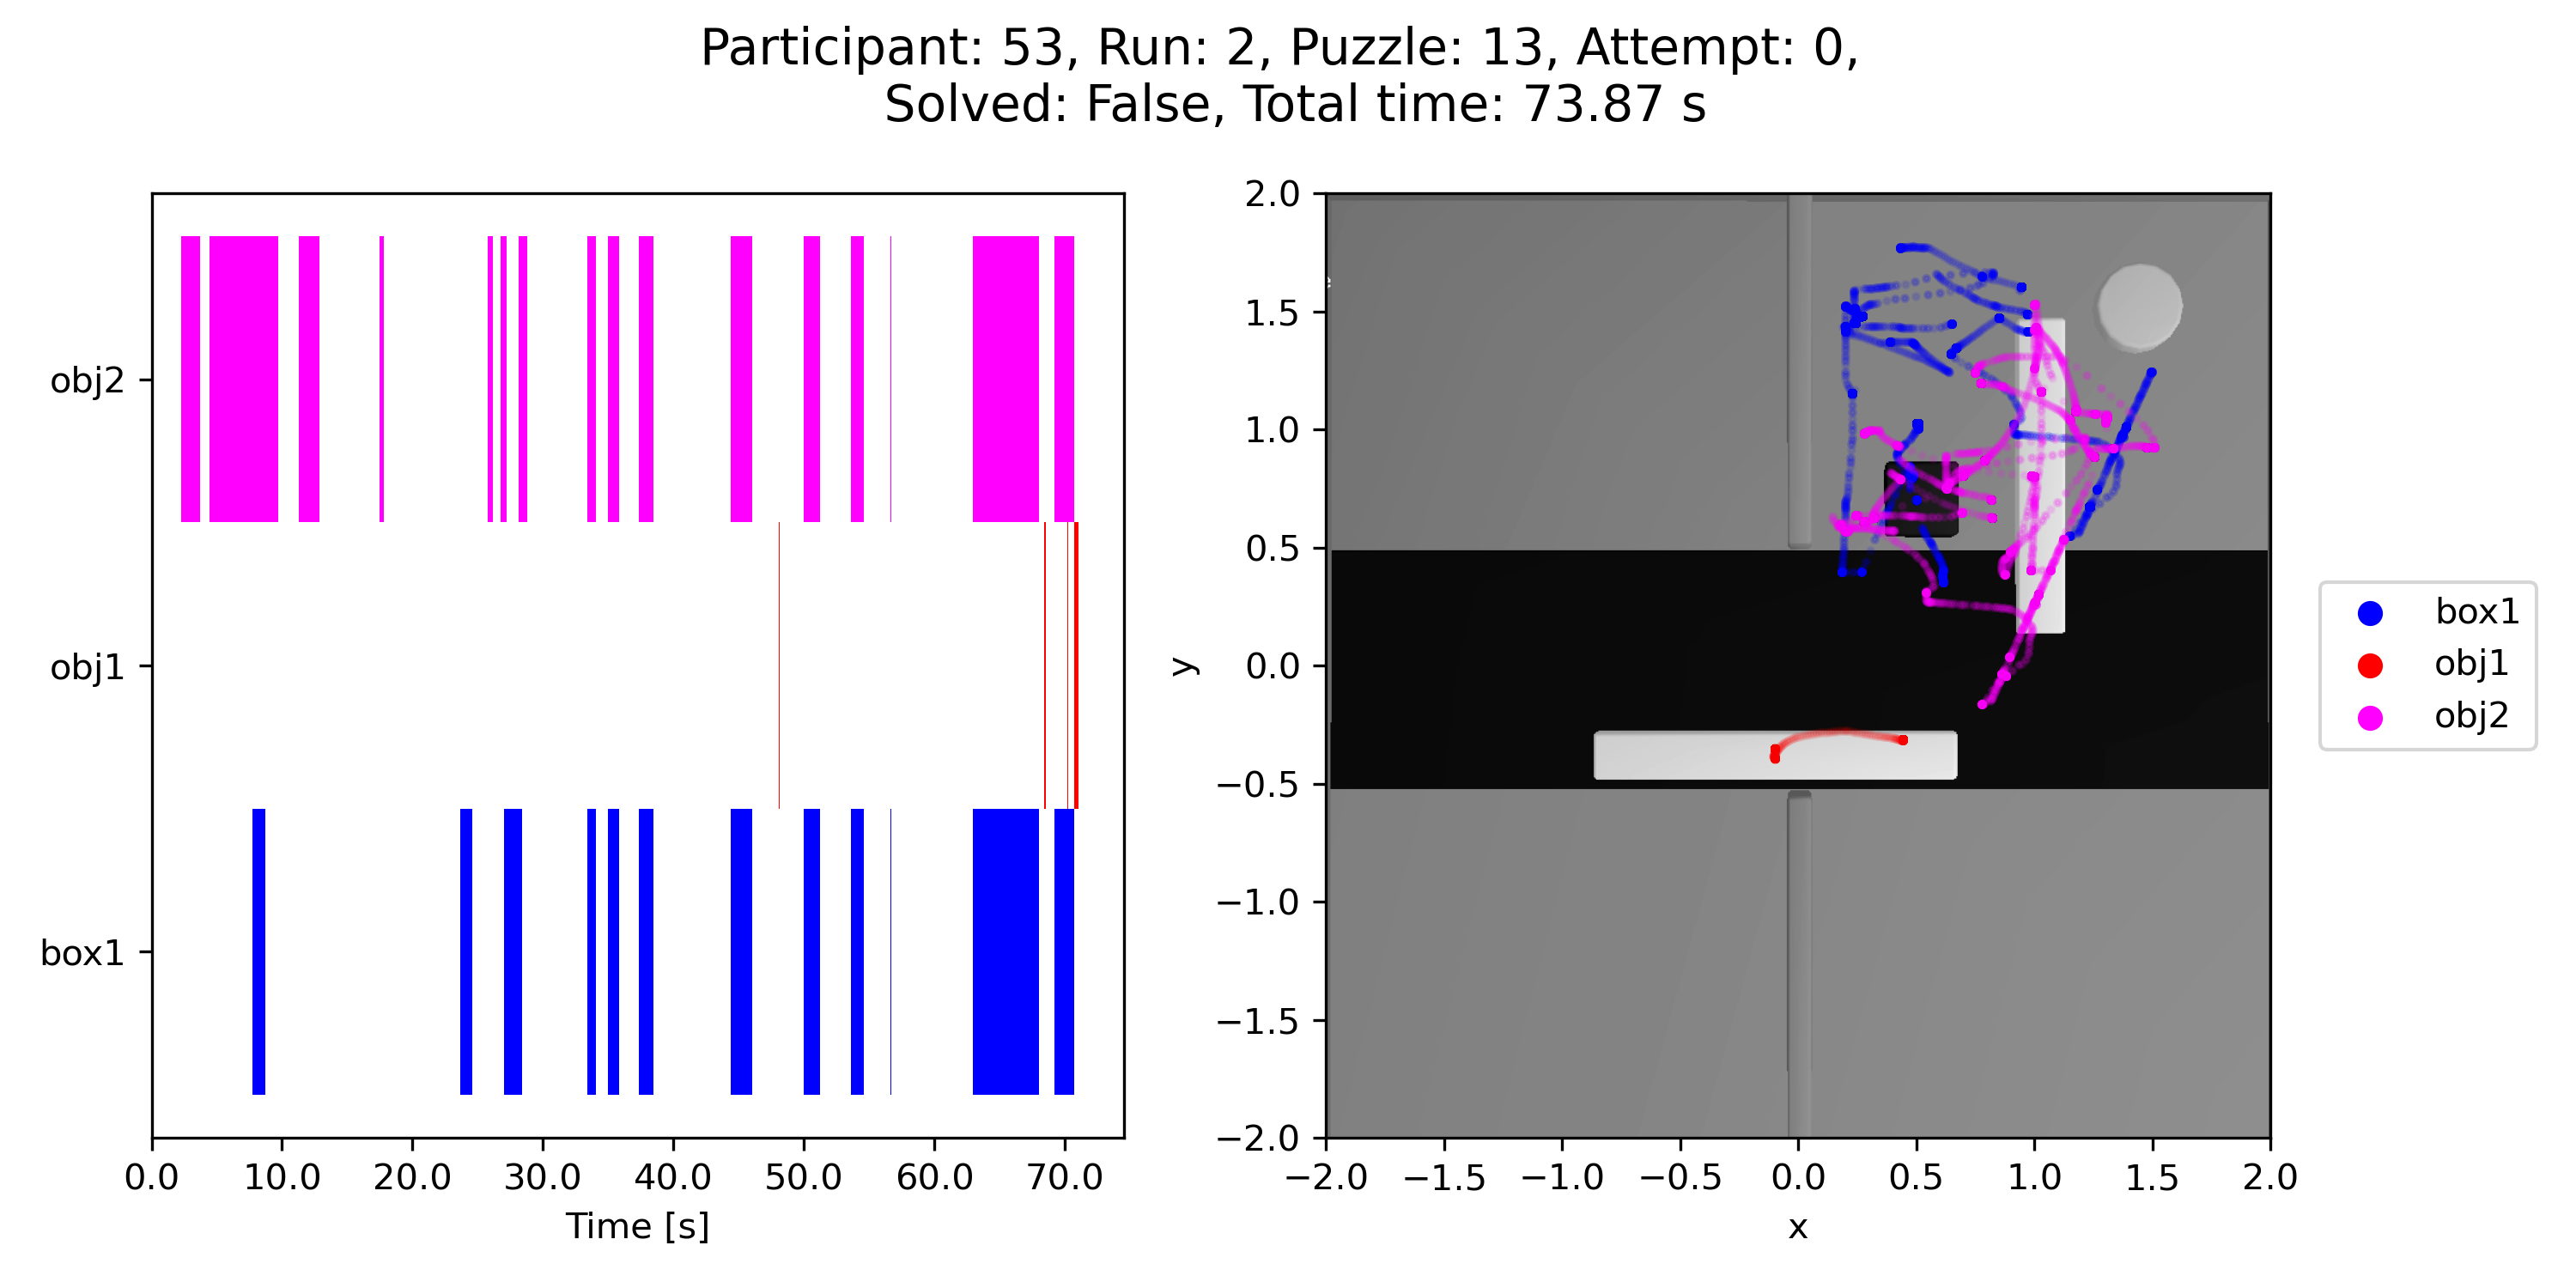 Participant: 53, Run: 2, Puzzle: 13, Attempt: 0,
Solved: False, Total time: 73.87 s
obj2
obj1
box1
0.0 10.0 20.0 30.0 40.0 50.0 60.0 70.0
Time [s]
2.0
1.5
1.0
0.5
0.0
−0.5
−1.0
−1.5
−2.0
y
−2.0 −1.5 −1.0 −0.5 0.0 0.5 1.0 1.5 2.0
x
box1
obj1
obj2